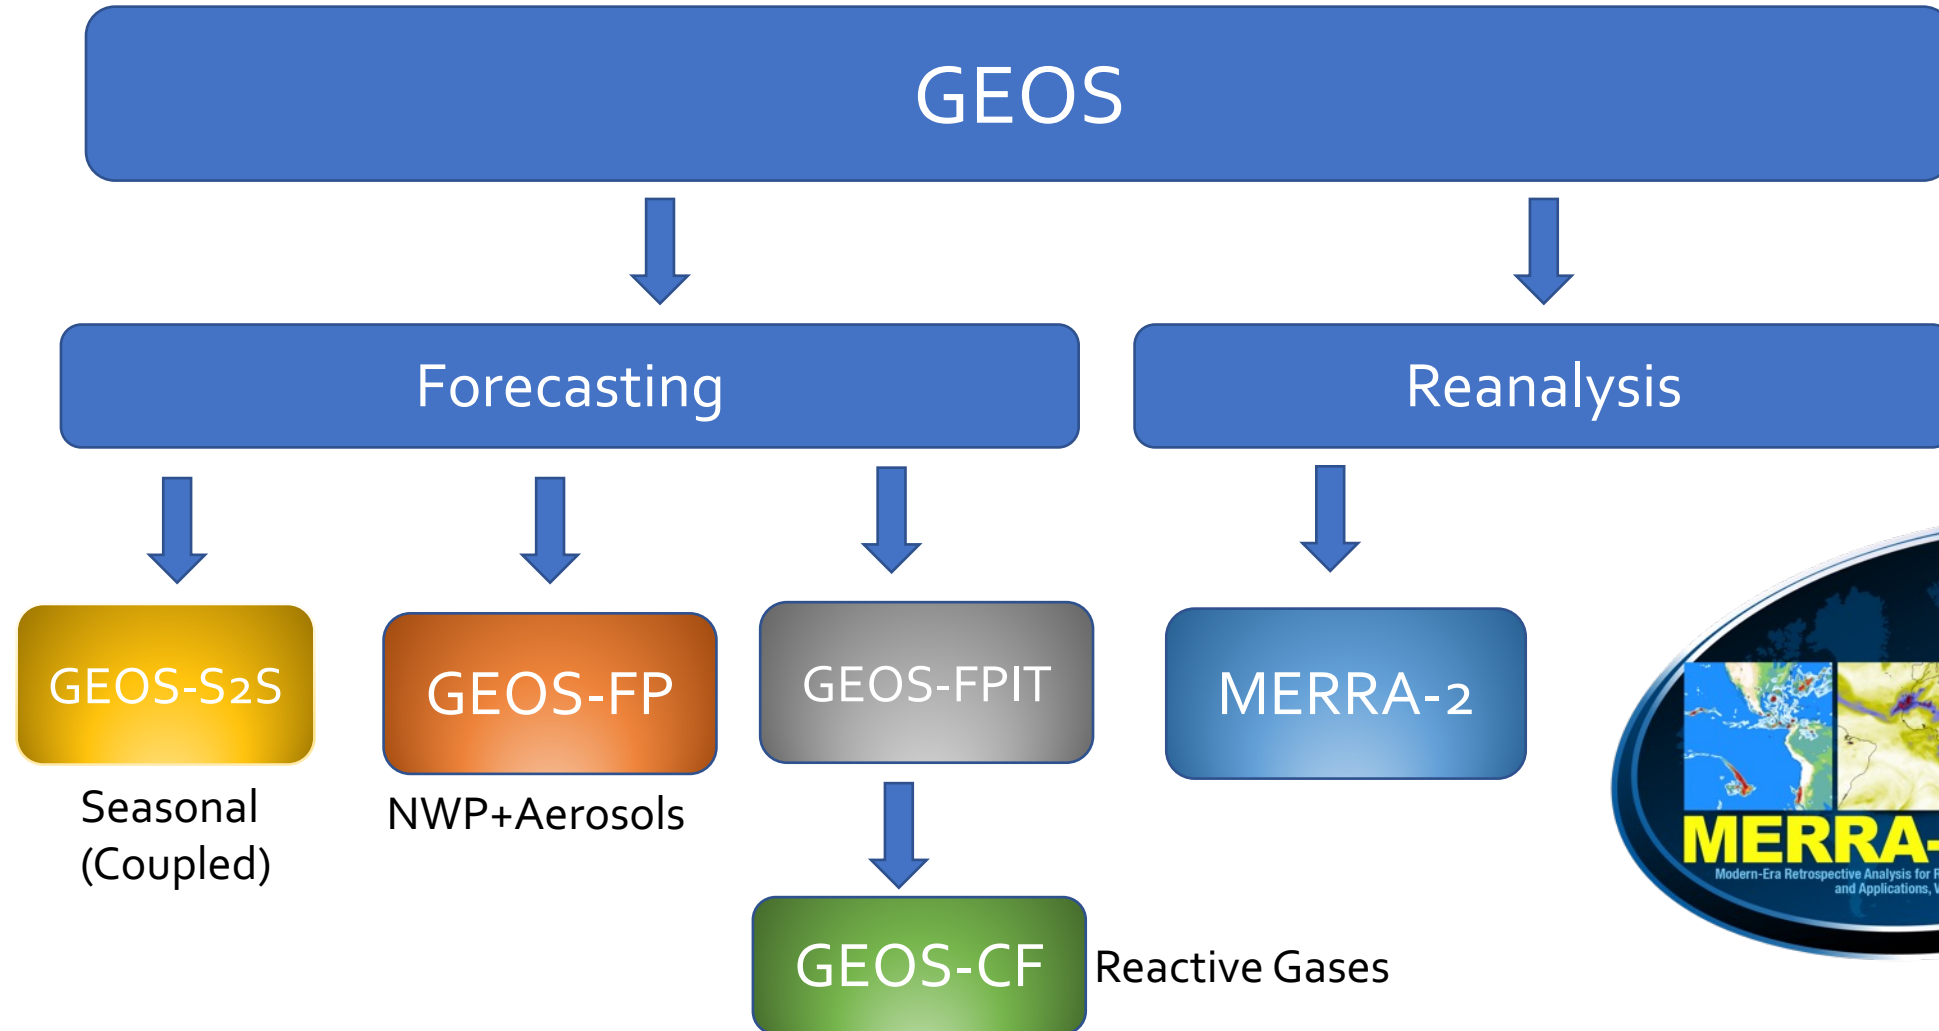 GEOS
Forecasting
Reanalysis
GEOS-S2S
GEOS-FP
GEOS-FPIT
MERRA-2
Seasonal
(Coupled)
NWP+Aerosols
GEOS-CF
Reactive Gases
MERRA-
Modern-Era Retrospective Analysis for
and Applications,